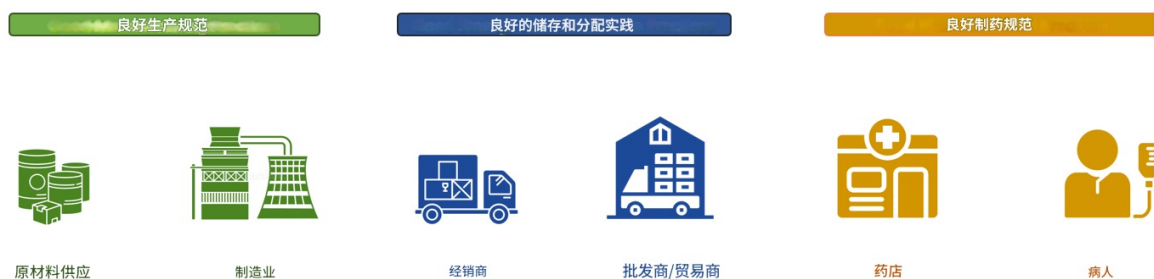 良好生产规范
良好的储存和分配实践
良好制药规范
原材料供应
制造业
经销商
批发商/贸易商
药店
病人